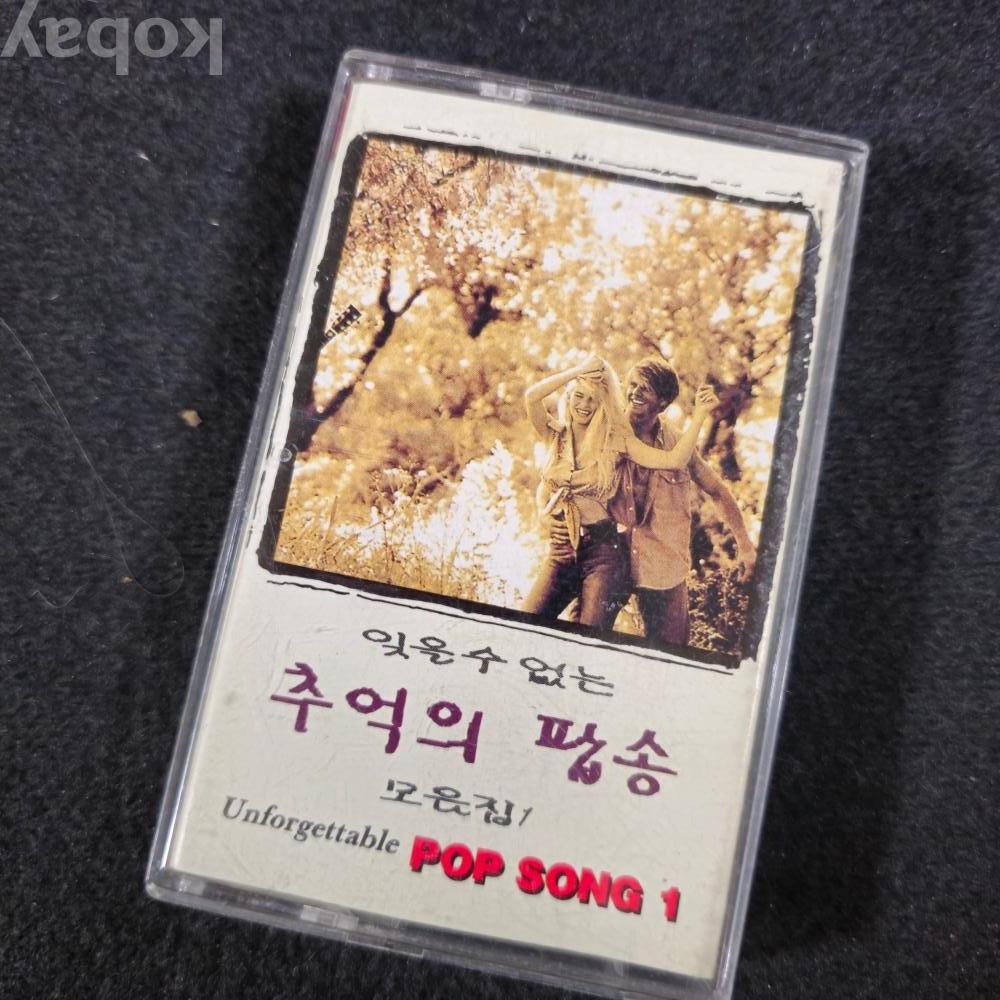 kobay
잊을 수 없는
추억의 팝송
모음집 1
Unforgettable POP SONG 1